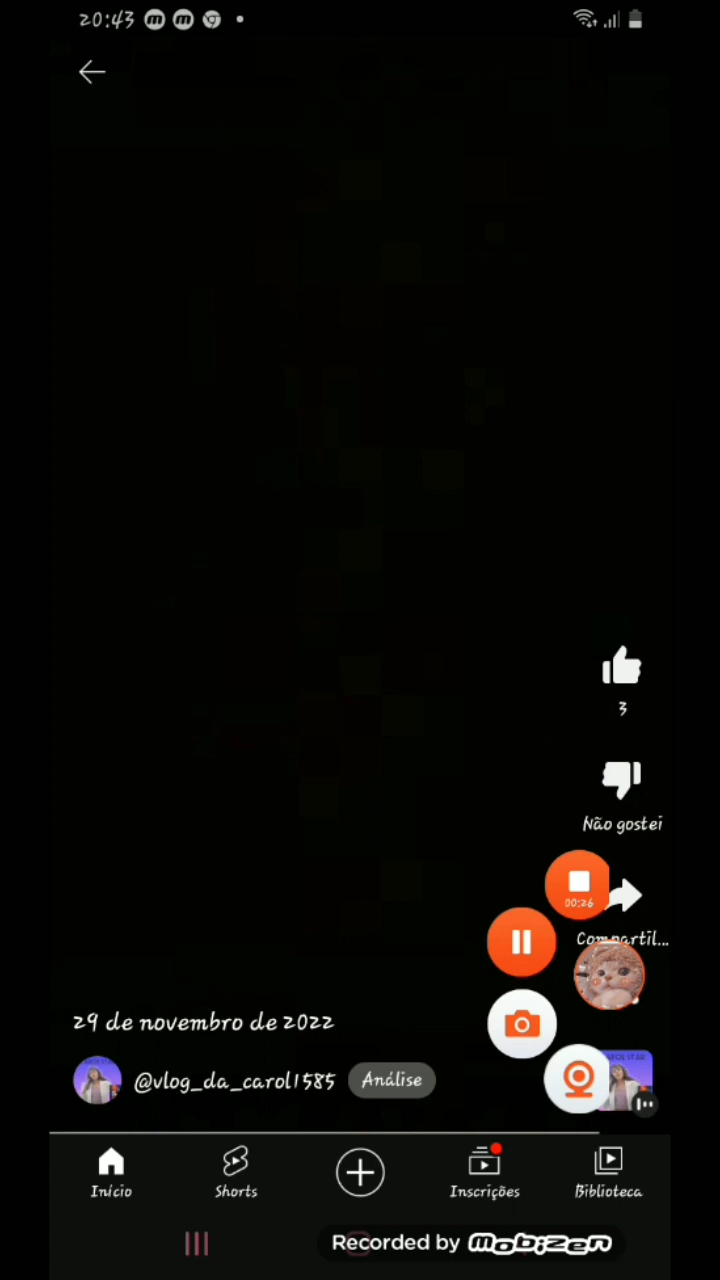 20:43
3
Não gostei
00:26
Compartil...
29 de novembro de 2022
@vlog_da_carol1585 Análise
Início Shorts Inscrições Biblioteca
Recorded by mobizen